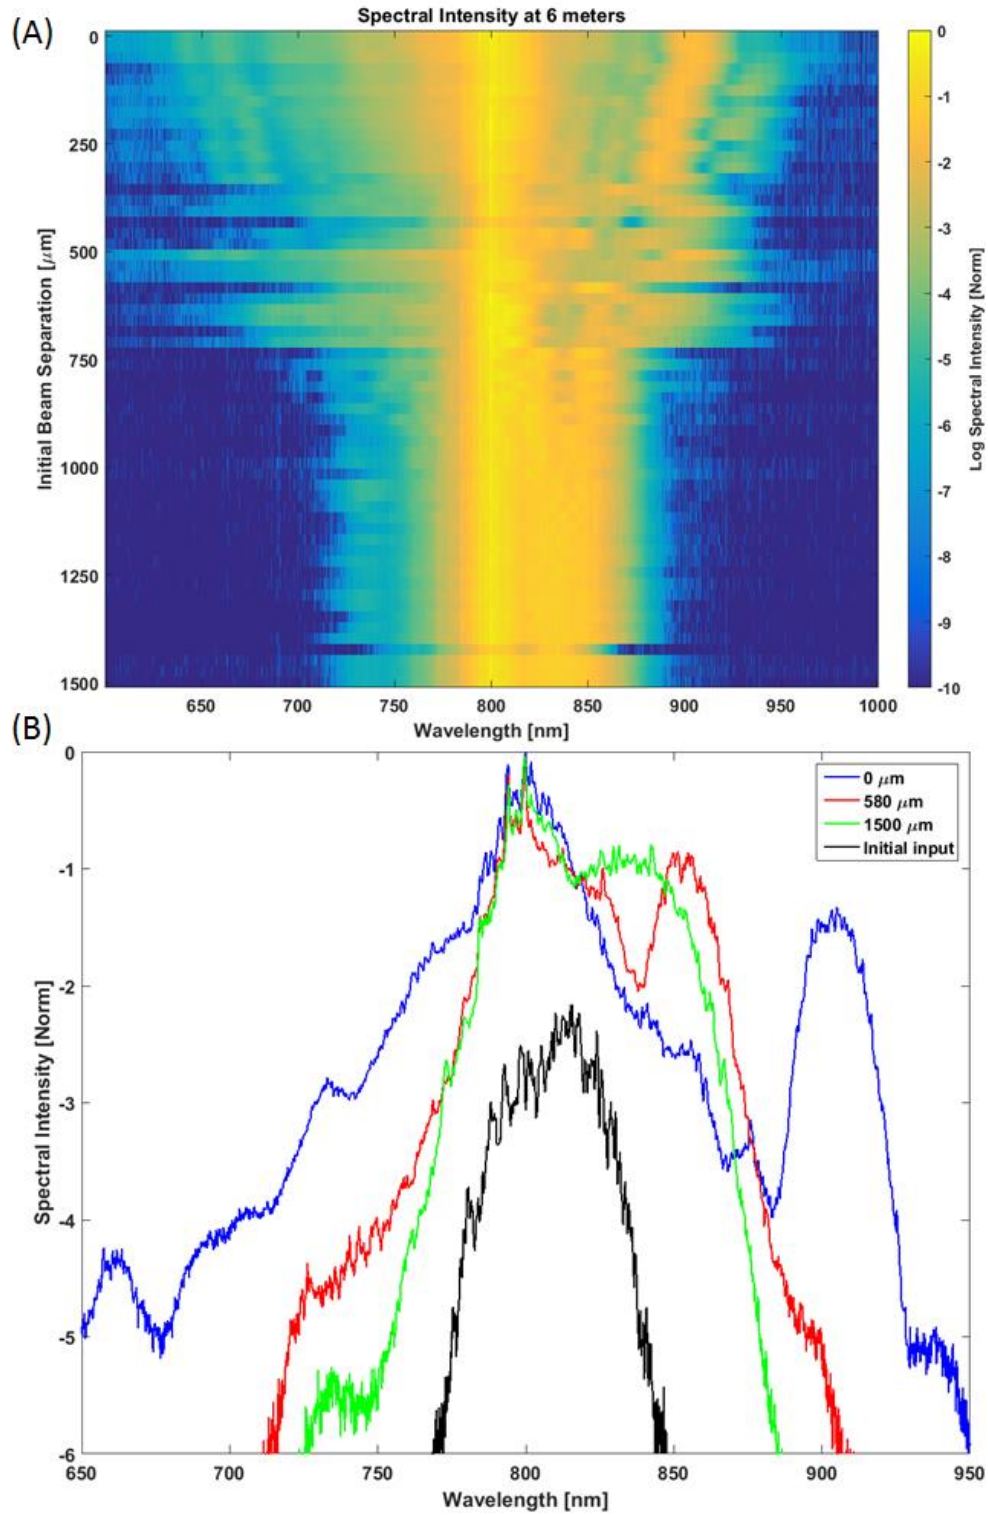 (A)
Spectral Intensity at 6 meters
Initial Beam Separation [μm]
0
250
500
750
1000
1250
1500
650 700 750 800 850 900 950 1000
Wavelength [nm]
0
-1
-2
-3
-4
-5
-6
-7
-8
-9
-10
Log Spectral Intensity [Norm]
(B)
Spectral Intensity [Norm]
0
-1
-2
-3
-4
-5
-6
650 700 750 800 850 900 950
Wavelength [nm]
0 μm
580 μm
1500 μm
Initial input